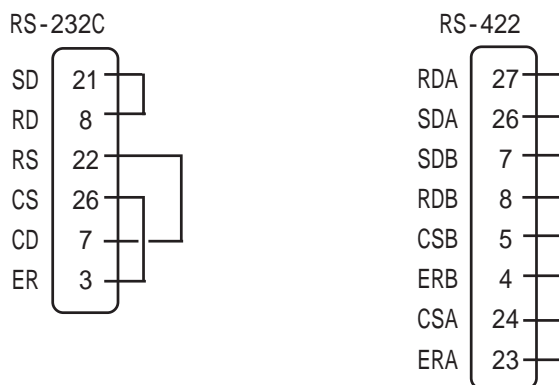 RS-232C
SD 21
RD 8
RS 22
CS 26
CD 7
ER 3
RS-422
RDA 27
SDA 26
SDB 7
RDB 8
CSB 5
ERB 4
CSA 24
ERA 23